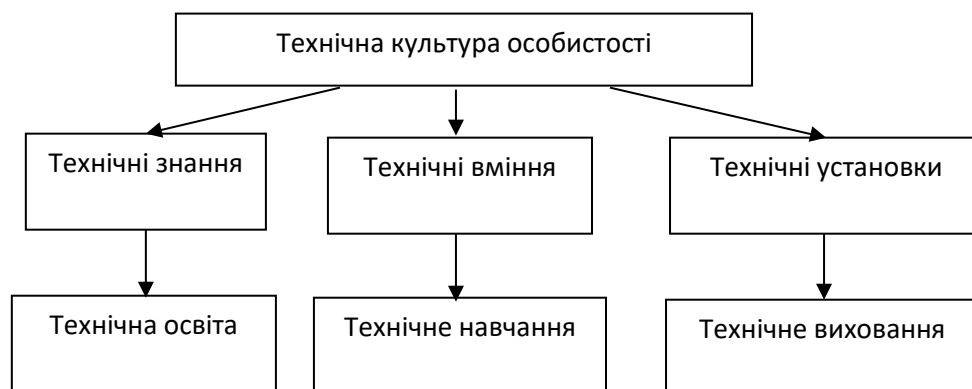 Технічна культура особистості
Технічні знання
Технічні вміння
Технічні установки
Технічна освіта
Технічне навчання
Технічне виховання